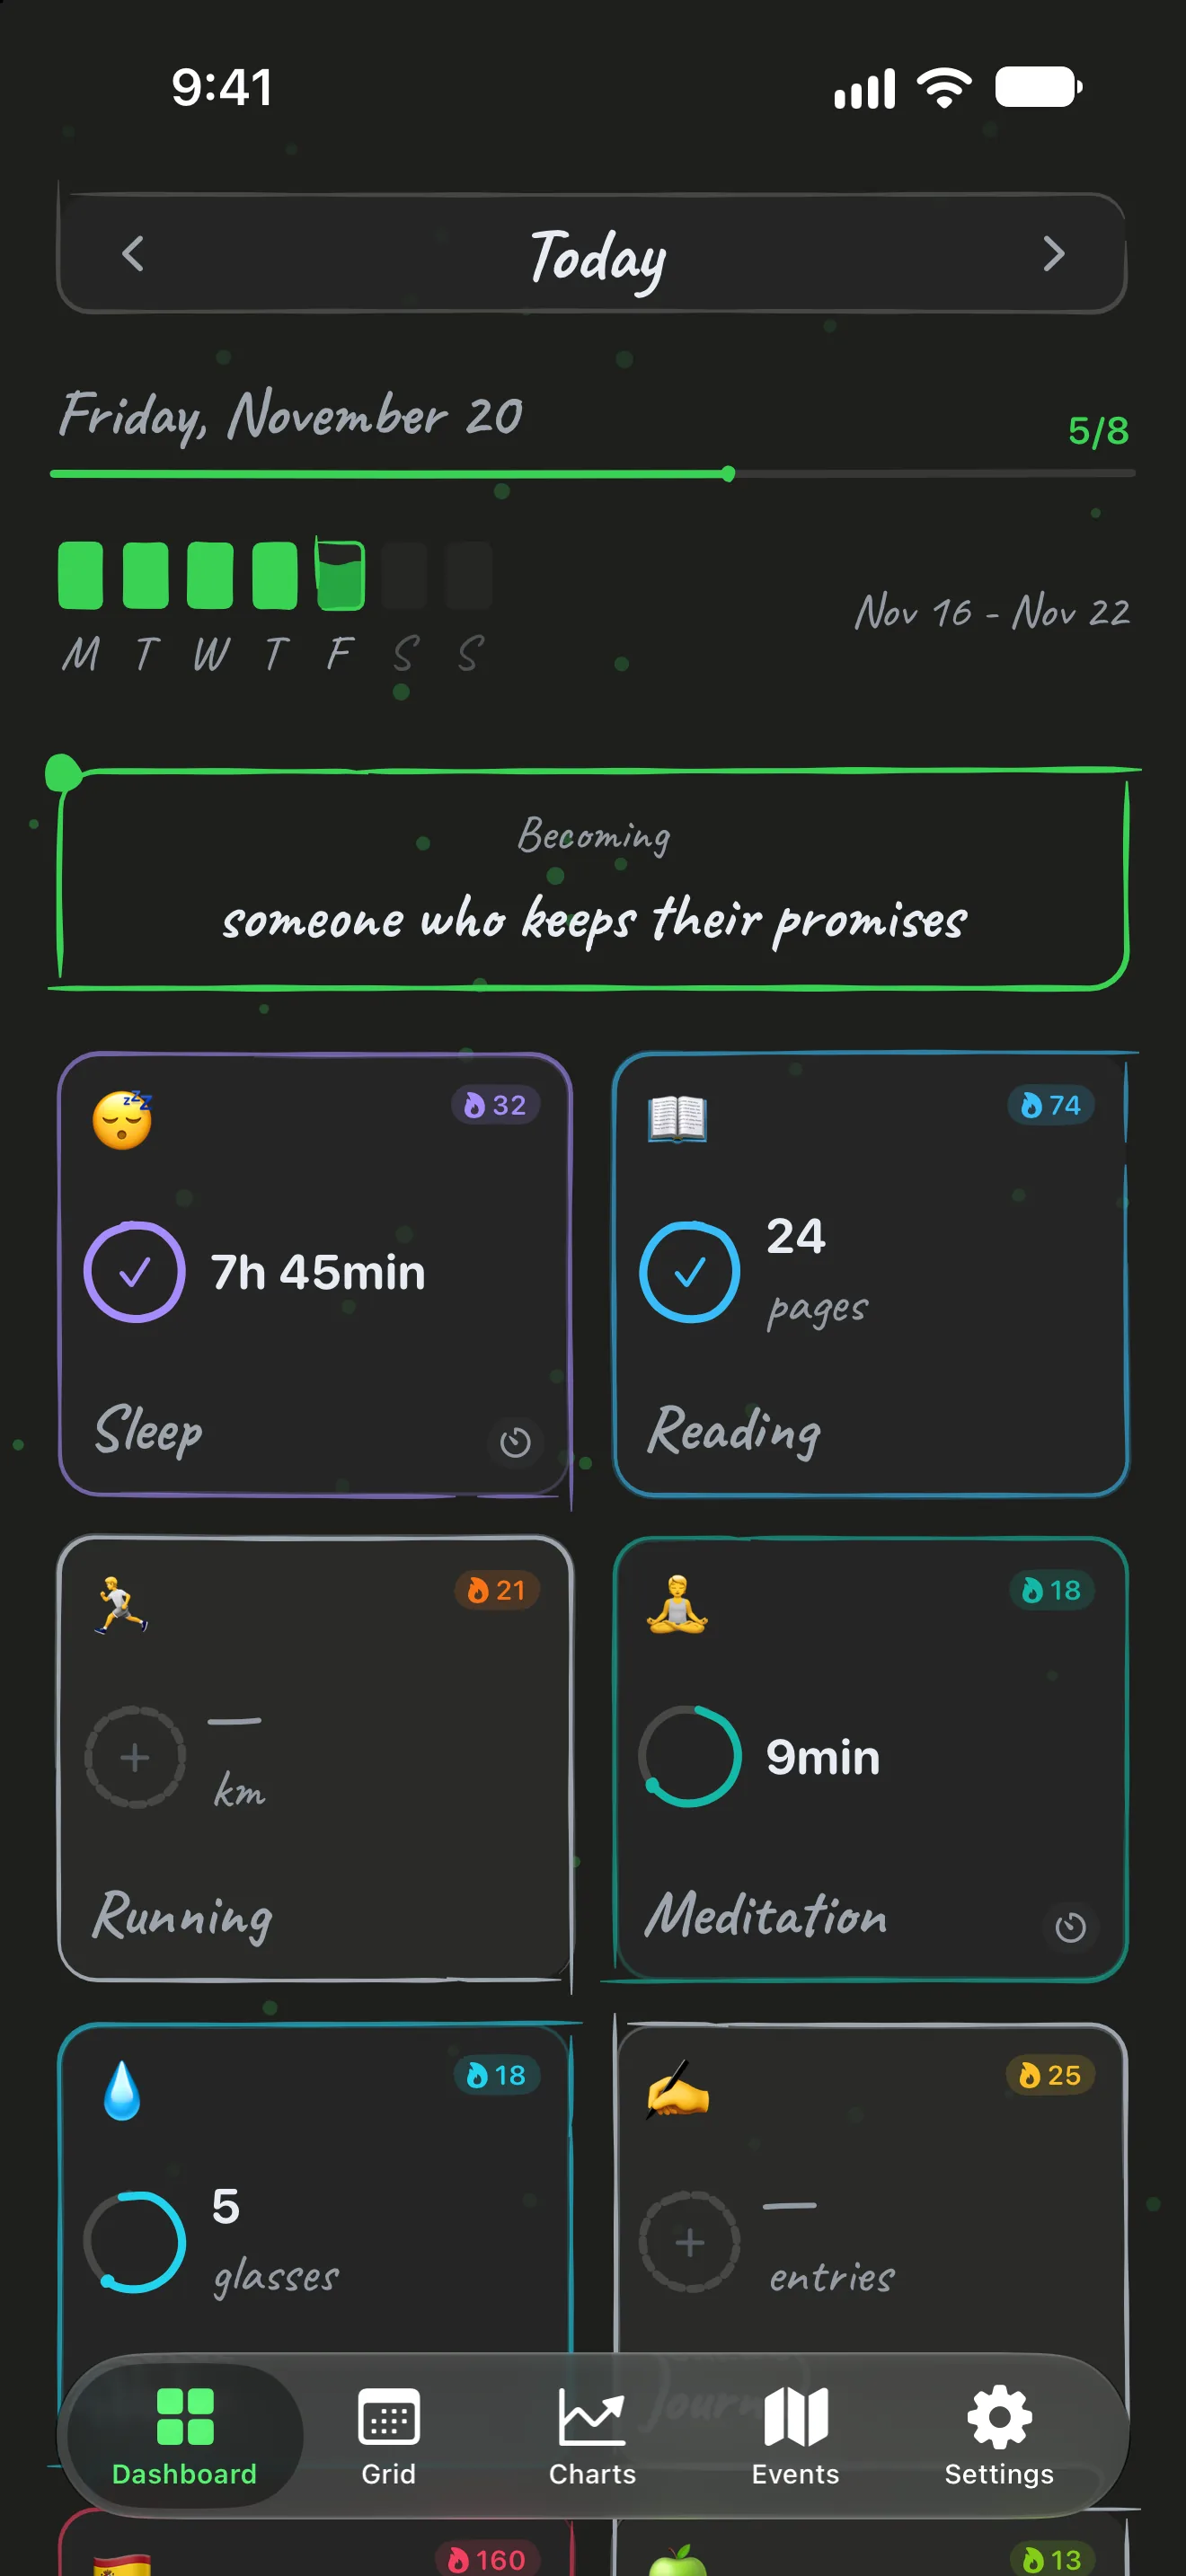 9:41
Today
Friday, November 20
5/8
M T W T F S S
Nov 16 - Nov 22
Becoming
someone who keeps their promises
32
74
7h 45min
24
pages
Sleep
Reading
21
18
km
9min
Running
Meditation
18
25
5
glasses
entries
Dashboard
Grid
Charts
Events
Settings
160
13